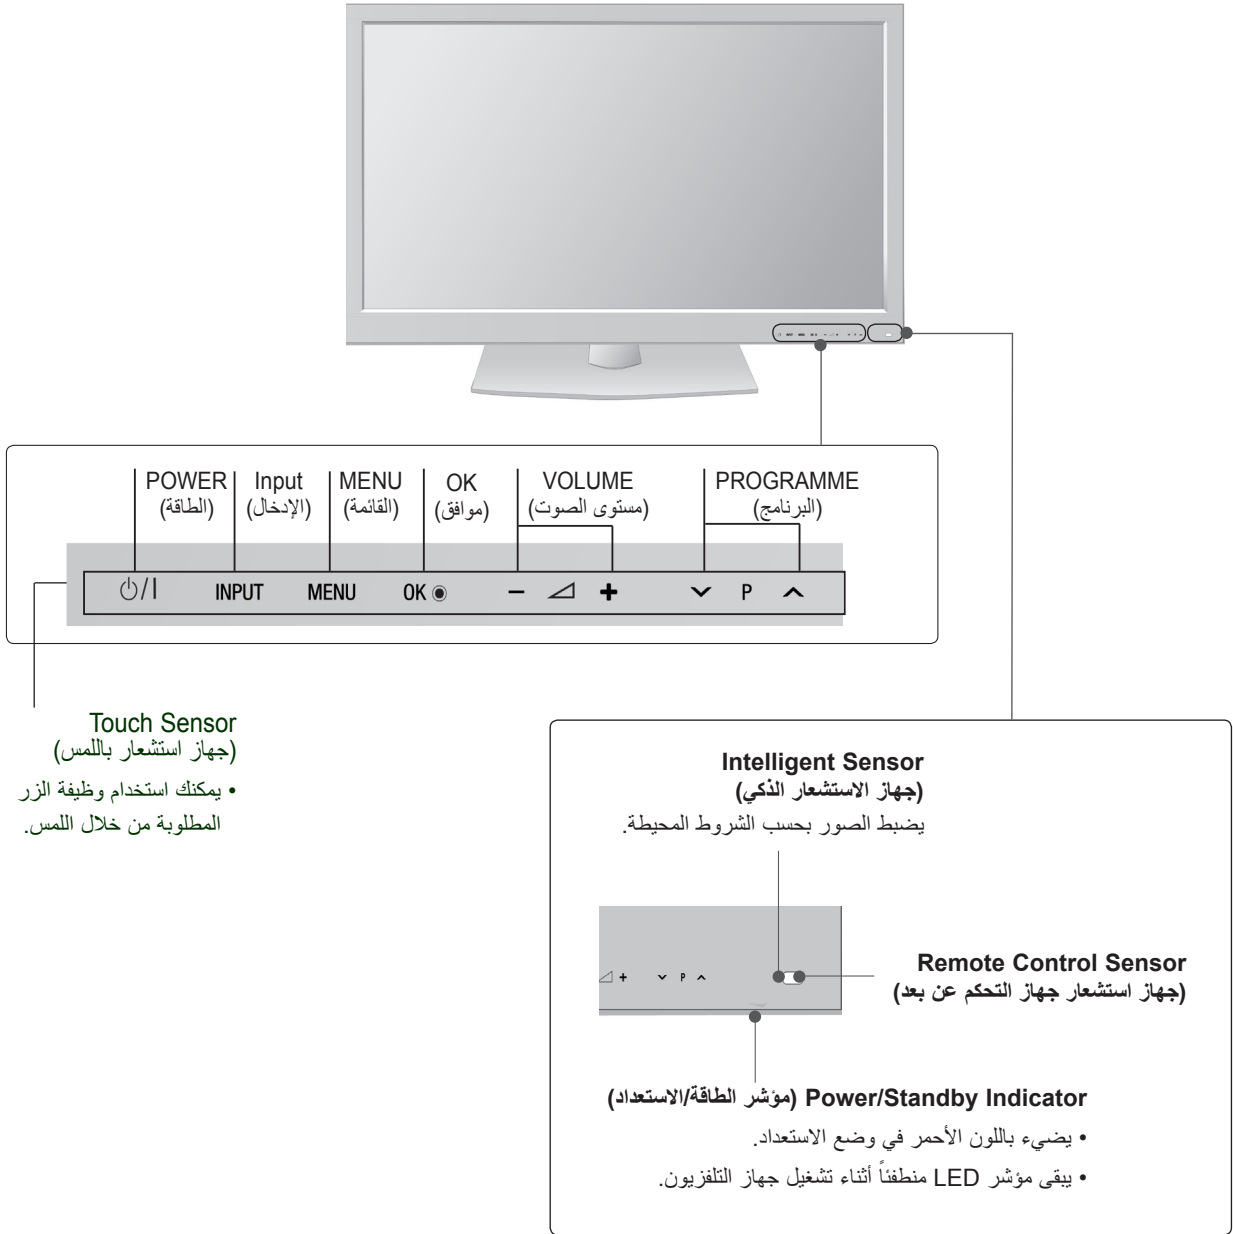 POWER
(الطاقة)
Input
(الإدخال)
MENU
(القائمة)
OK
(موافق)
VOLUME
(مستوى الصوت)
PROGRAMME
(البرنامج)
⏻/I INPUT MENU OK ◉ - + P
Touch Sensor
(جهاز استشعار باللمس)
• يمكنك استخدام وظيفة الزر
المطلوبة من خلال اللمس.
Intelligent Sensor
(جهاز الاستشعار الذكي)
يضبط الصور بحسب الشروط المحيطة.
+ P
Remote Control Sensor
(جهاز استشعار جهاز التحكم عن بعد)
Power/Standby Indicator (مؤشر الطاقة/الاستعداد)
• يضيء باللون الأحمر في وضع الاستعداد.
• يبقى مؤشر LED منطفئاً أثناء تشغيل جهاز التلفزيون.